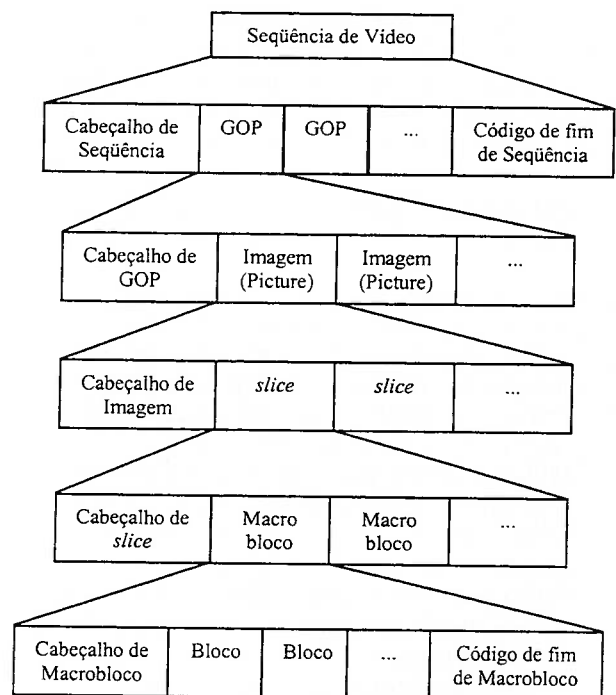 Seqüência de Vídeo
Cabeçalho de Seqüência
GOP
GOP
...
Código de fim de Seqüência
Cabeçalho de GOP
Imagem (Picture)
Imagem (Picture)
...
Cabeçalho de Imagem
slice
slice
...
Cabeçalho de slice
Macro bloco
Macro bloco
...
Cabeçalho de Macrobloco
Bloco
Bloco
...
Código de fim de Macrobloco